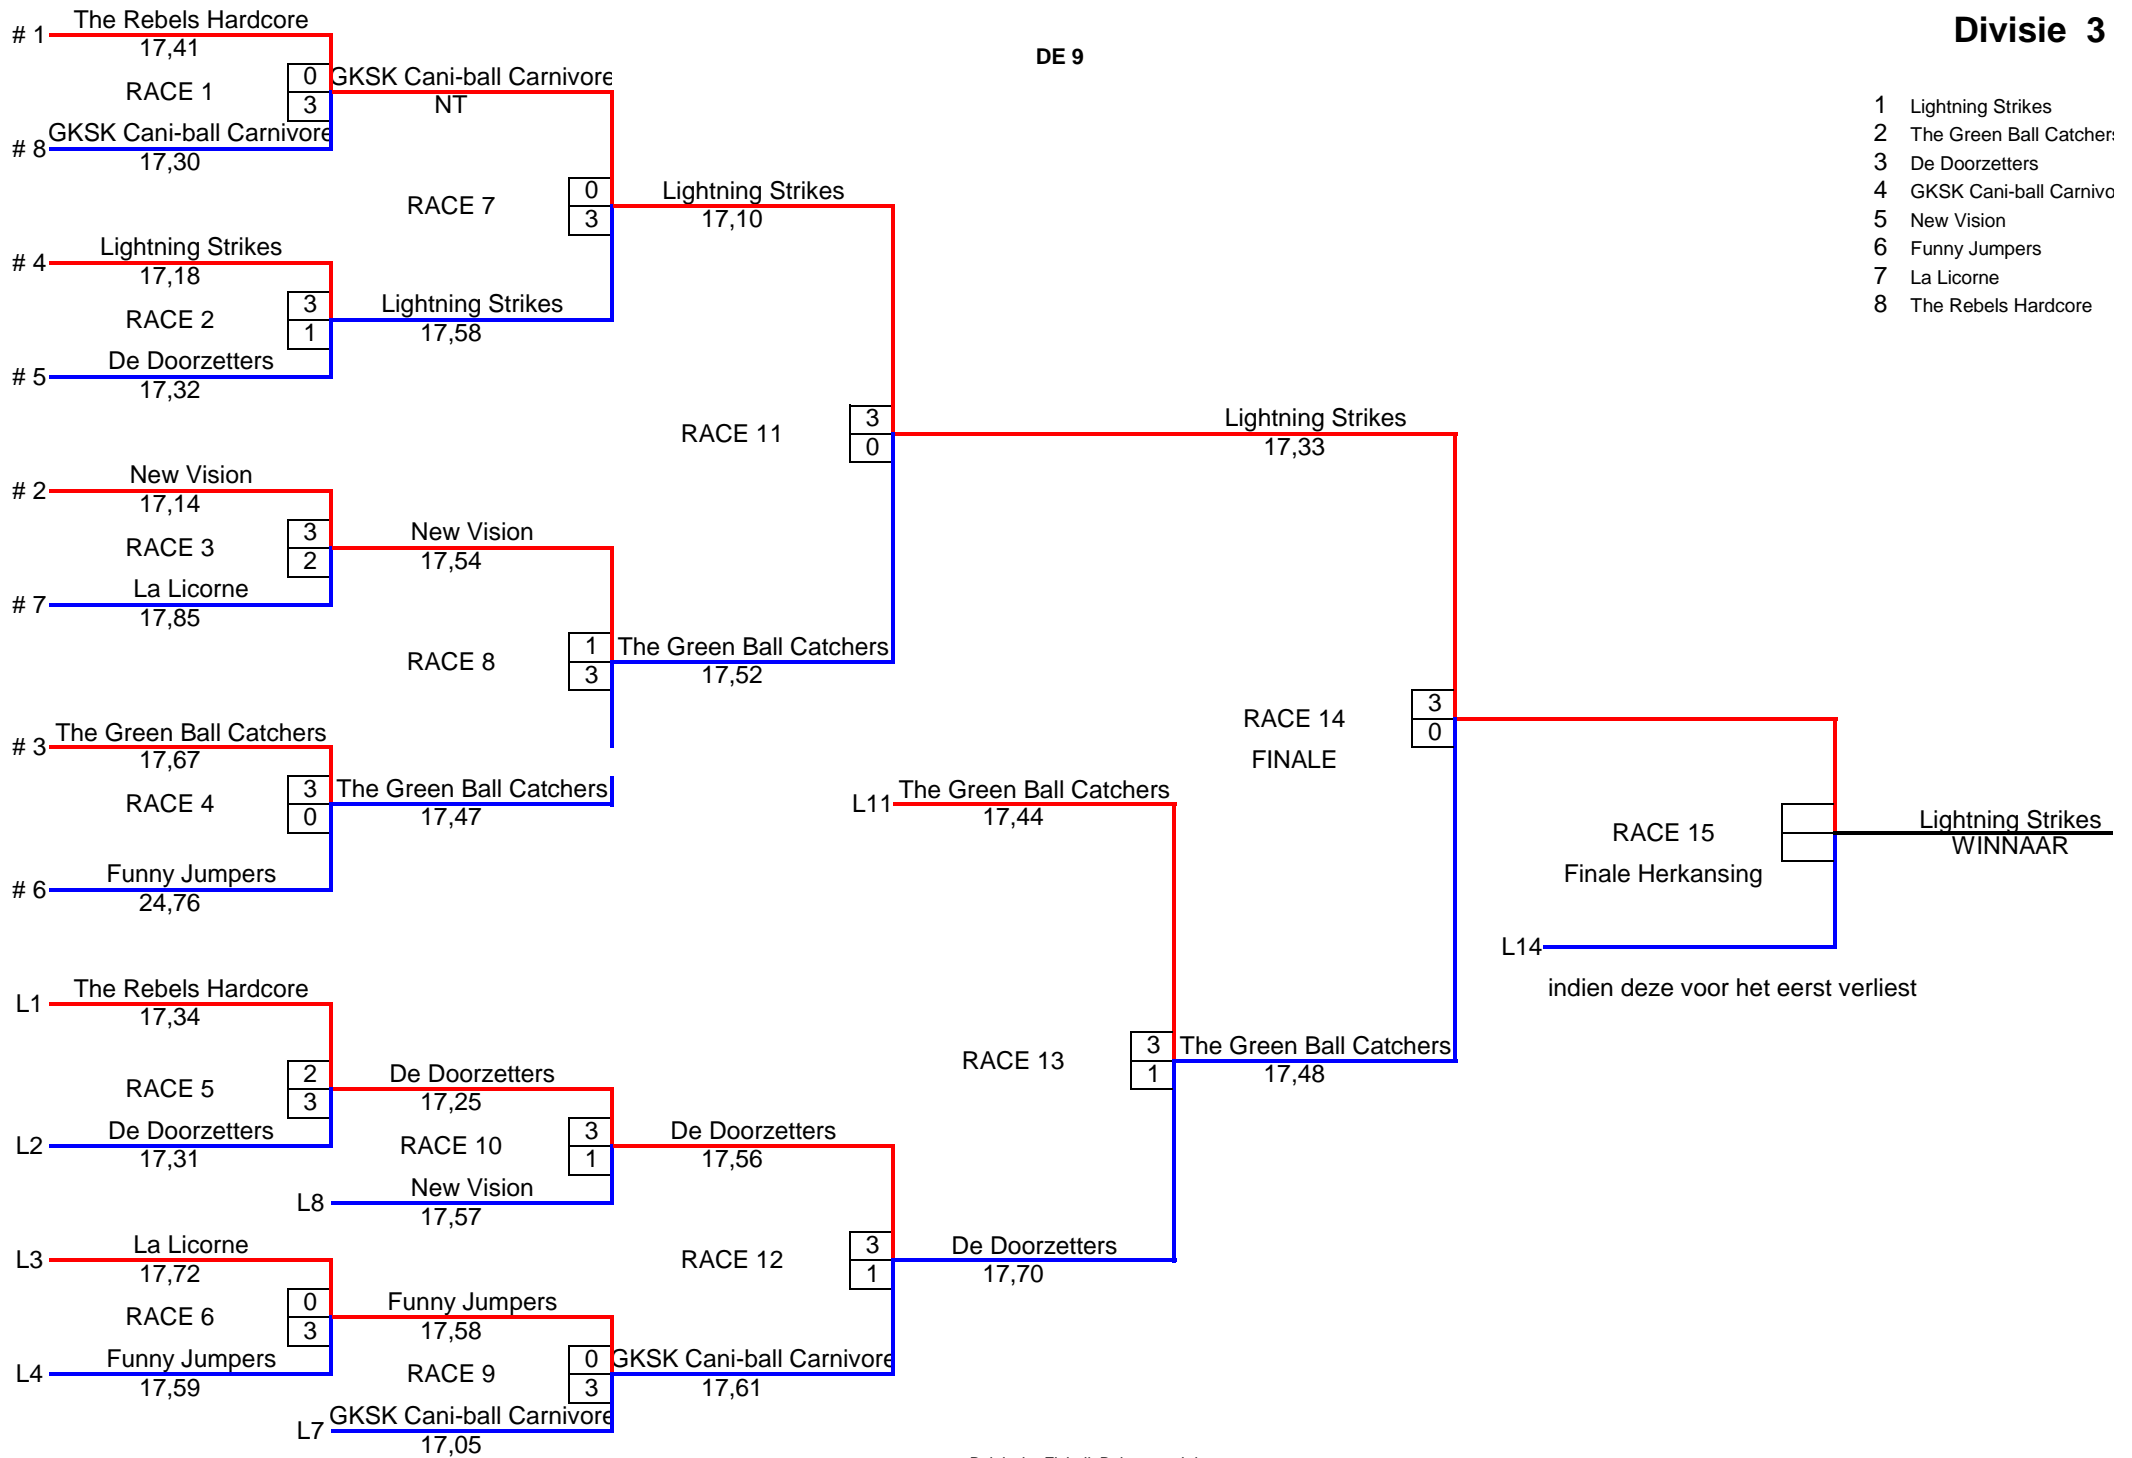 Divisie 3
DE 9
1 Lightning Strikes
2 The Green Ball Catchers
3 De Doorzetters
4 GKSK Cani-ball Carnivo
5 New Vision
6 Funny Jumpers
7 La Licorne
8 The Rebels Hardcore
# 1 The Rebels Hardcore
17,41
RACE 1
0
3
# 8 GKSK Cani-ball Carnivore
17,30
GKSK Cani-ball Carnivore
NT
RACE 7
0
3
# 4 Lightning Strikes
17,18
RACE 2
3
1
# 5 De Doorzetters
17,32
Lightning Strikes
17,58
Lightning Strikes
17,10
RACE 11
3
0
# 2 New Vision
17,14
RACE 3
3
2
# 7 La Licorne
17,85
New Vision
17,54
RACE 8
1
3
The Green Ball Catchers
17,52
# 3 The Green Ball Catchers
17,67
RACE 4
3
0
# 6 Funny Jumpers
24,76
The Green Ball Catchers
17,47
Lightning Strikes
17,33
RACE 14
FINALE
3
0
L11 The Green Ball Catchers
17,44
RACE 15
Finale Herkansing
Lightning Strikes
WINNAAR
L14
indien deze voor het eerst verliest
RACE 13
3
1
The Green Ball Catchers
17,48
L1 The Rebels Hardcore
17,34
RACE 5
2
3
L2 De Doorzetters
17,31
De Doorzetters
17,25
RACE 10
3
1
L8 New Vision
17,57
De Doorzetters
17,56
RACE 12
3
1
De Doorzetters
17,70
L3 La Licorne
17,72
RACE 6
0
3
L4 Funny Jumpers
17,59
Funny Jumpers
17,58
RACE 9
0
3
L7 GKSK Cani-ball Carnivore
17,05
GKSK Cani-ball Carnivore
17,61